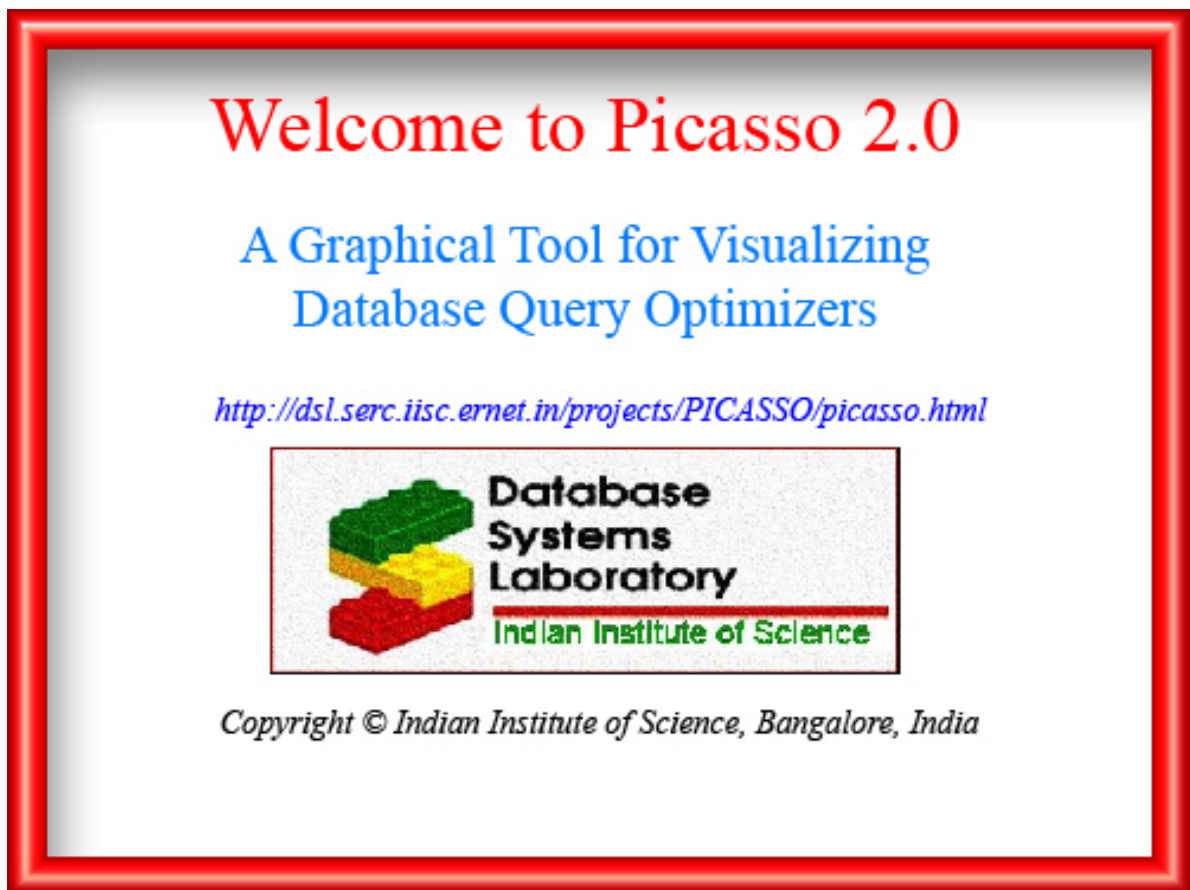 Welcome to Picasso 2.0
A Graphical Tool for Visualizing
Database Query Optimizers
http://dsl.serc.iisc.ernet.in/projects/PICASSO/picasso.html
Database
Systems
Laboratory
Indian Institute of Science
Copyright © Indian Institute of Science, Bangalore, India